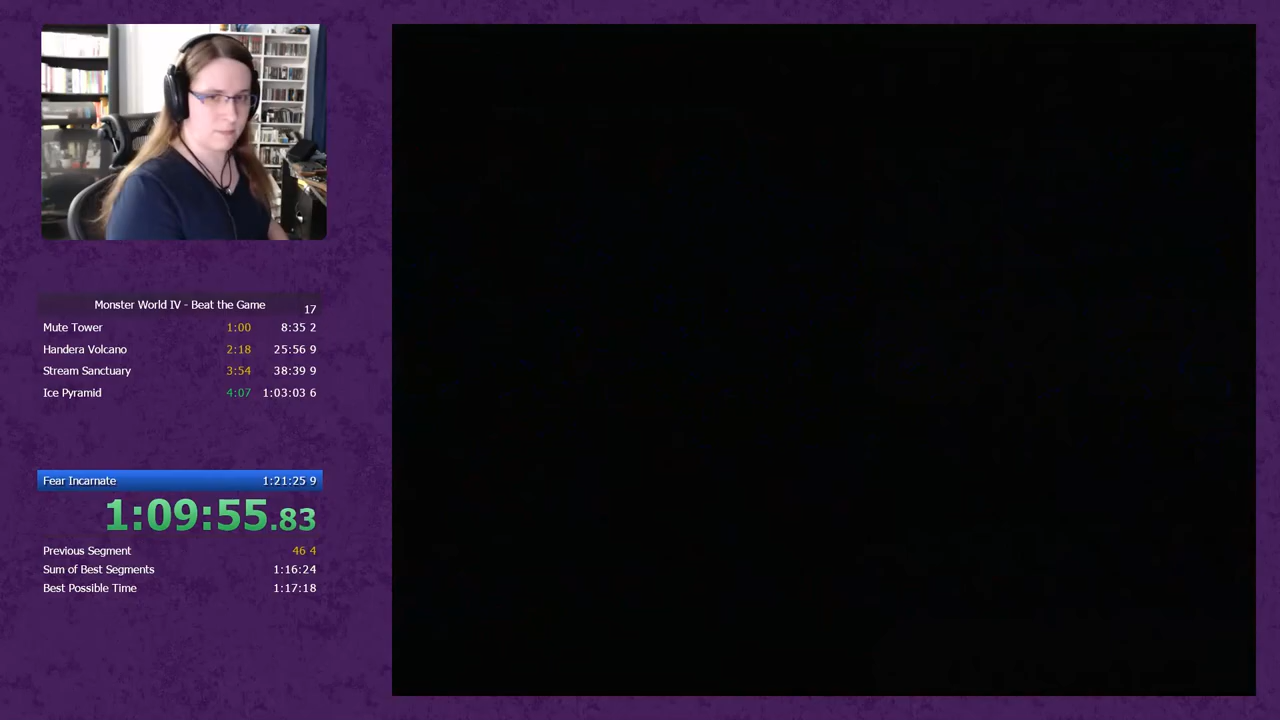 Monster World IV - Beat the Game
17
Mute Tower 1:00 8:35 2
Handera Volcano 2:18 25:56 9
Stream Sanctuary 3:54 38:39 9
Ice Pyramid 4:07 1:03:03 6
Fear Incarnate 1:21:25 9
1:09:55.83
Previous Segment 46 4
Sum of Best Segments 1:16:24
Best Possible Time 1:17:18